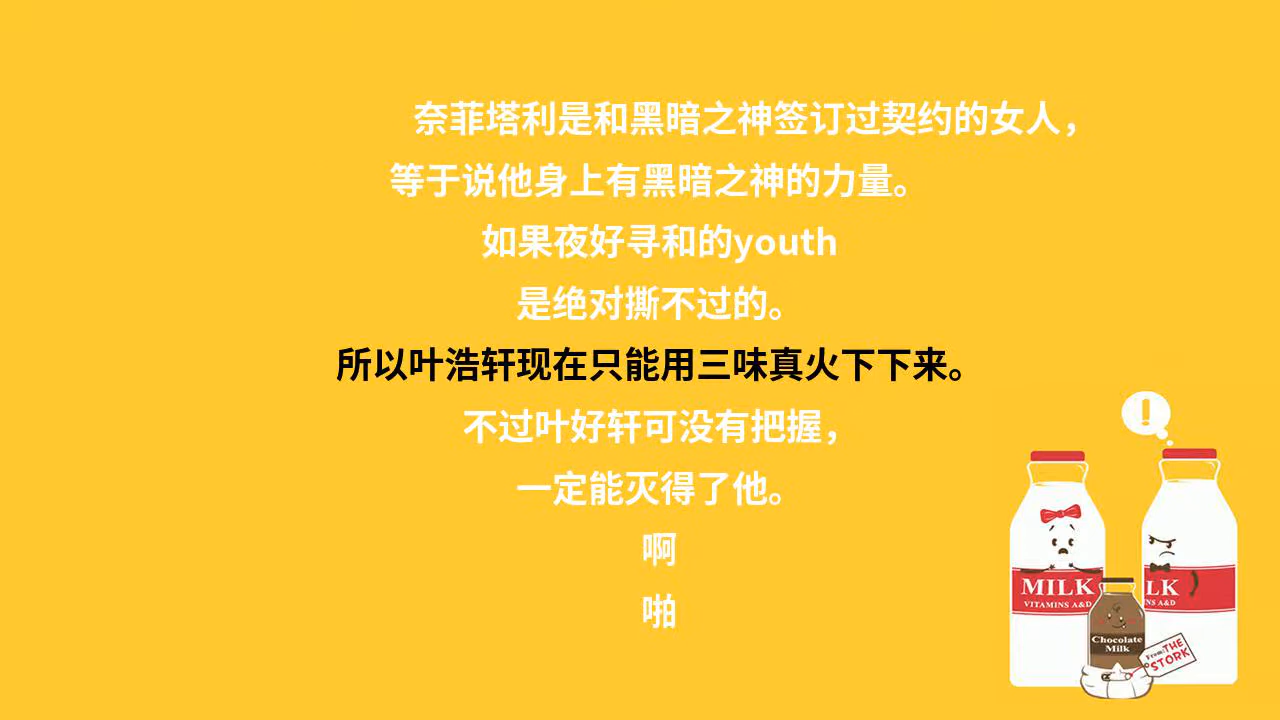 奈菲塔利是和黑暗之神签订过契约的女人，
等于说他身上有黑暗之神的力量。
如果夜好寻和的youth
是绝对撕不过的。
所以叶浩轩现在只能用三味真火下下来。
不过叶好轩可没有把握，
一定能灭得了他。
啊
啪
!
MILK
VITAMINS A&D
LK
NS A&D
Chocolate
Milk
From: THE
STORK